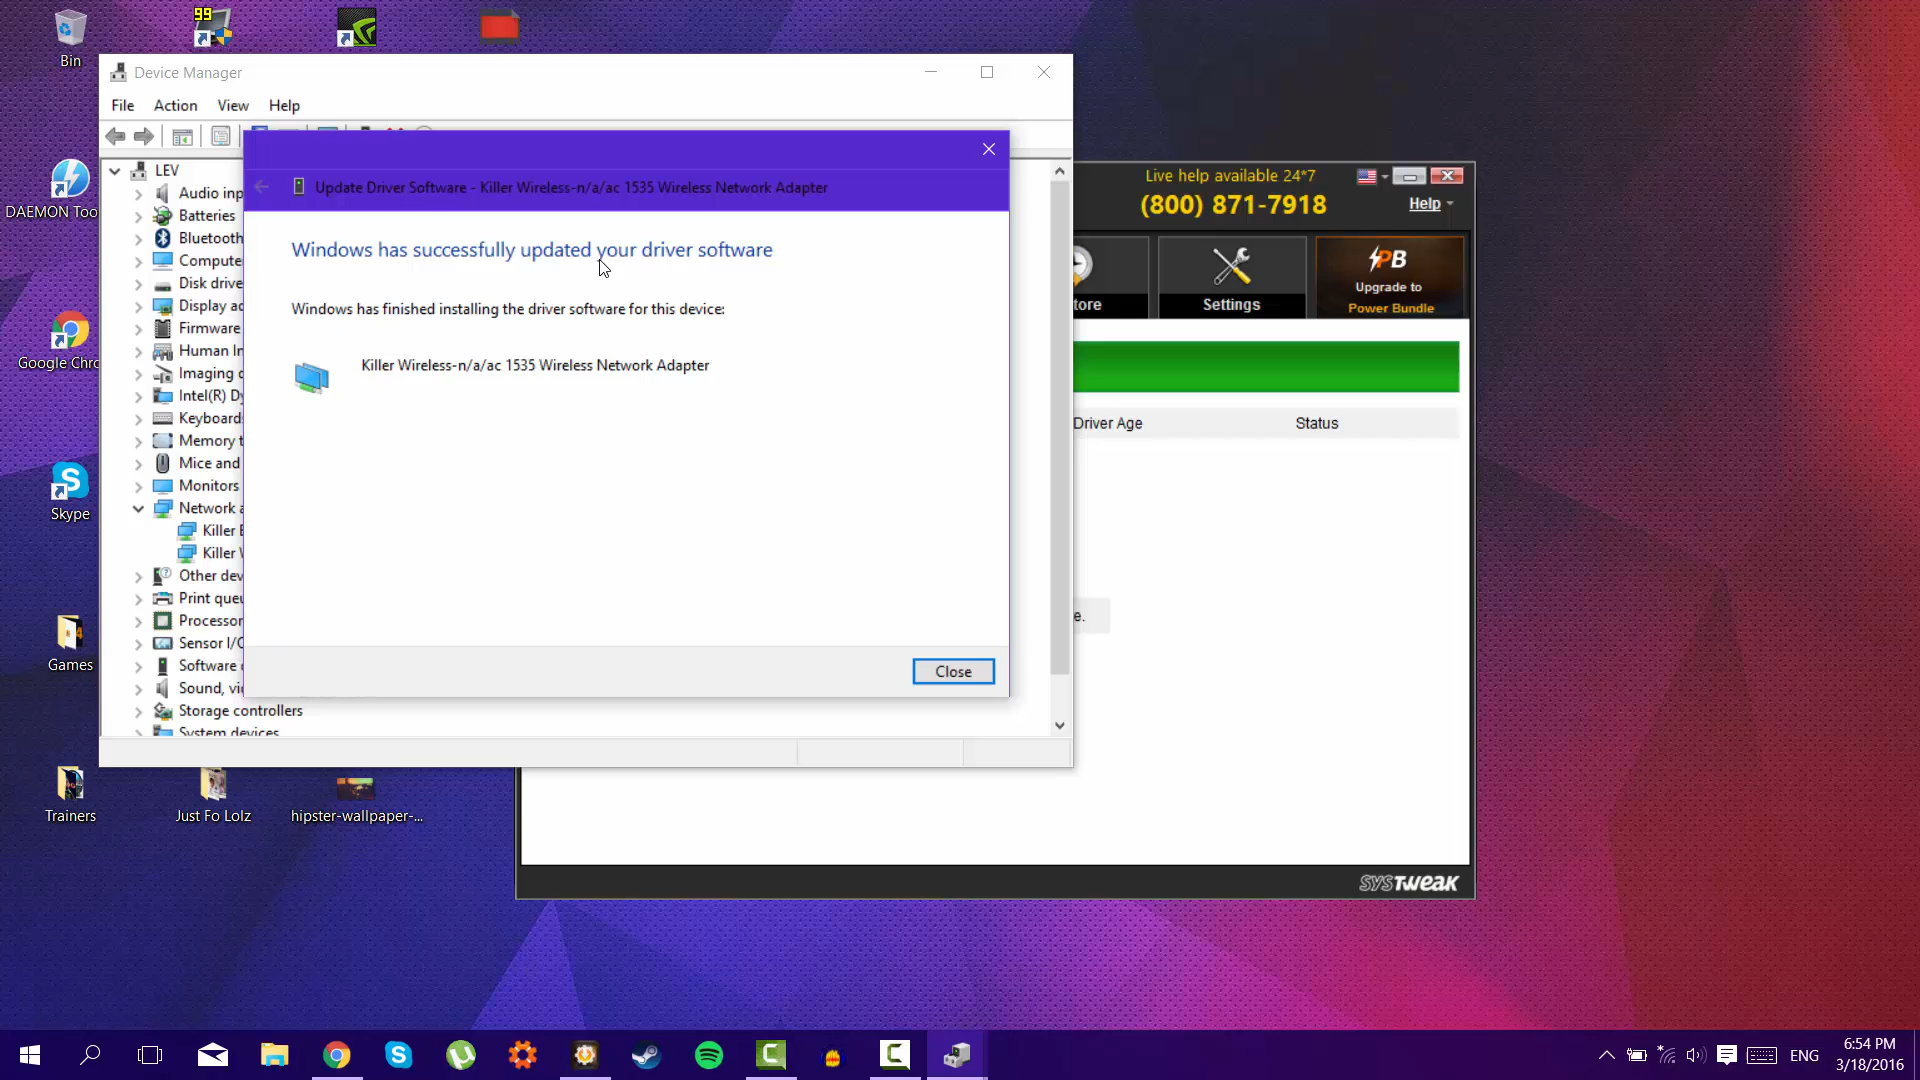 99
Bin
Device Manager
File Action View Help
LEV
Audio inp
Batteries
Bluetooth
Compute
Disk drive
Display ad
Firmware
Human In
Imaging d
Intel(R) Dy
Keyboards
Memory t
Mice and
Monitors
Network a
Killer E
Killer W
Other dev
Print queu
Processor
Sensor I/O
Software
Sound, vi
Storage controllers
System devices
Update Driver Software - Killer Wireless-n/a/ac 1535 Wireless Network Adapter
Windows has successfully updated your driver software
Windows has finished installing the driver software for this device:
Killer Wireless-n/a/ac 1535 Wireless Network Adapter
Close
Live help available 24*7
(800) 871-7918
Help
tore
Settings
PB
Upgrade to
Power Bundle
Driver Age
Status
e.
SYSTWEAK
DAEMON Too
Google Chro
Skype
Games
Trainers
Just Fo Lolz
hipster-wallpaper-...
ENG
6:54 PM
3/18/2016